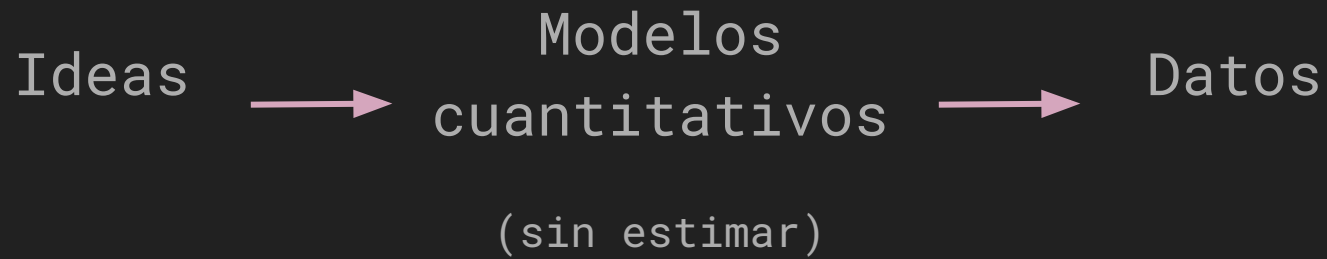 Ideas
Modelos
cuantitativos
(sin estimar)
Datos